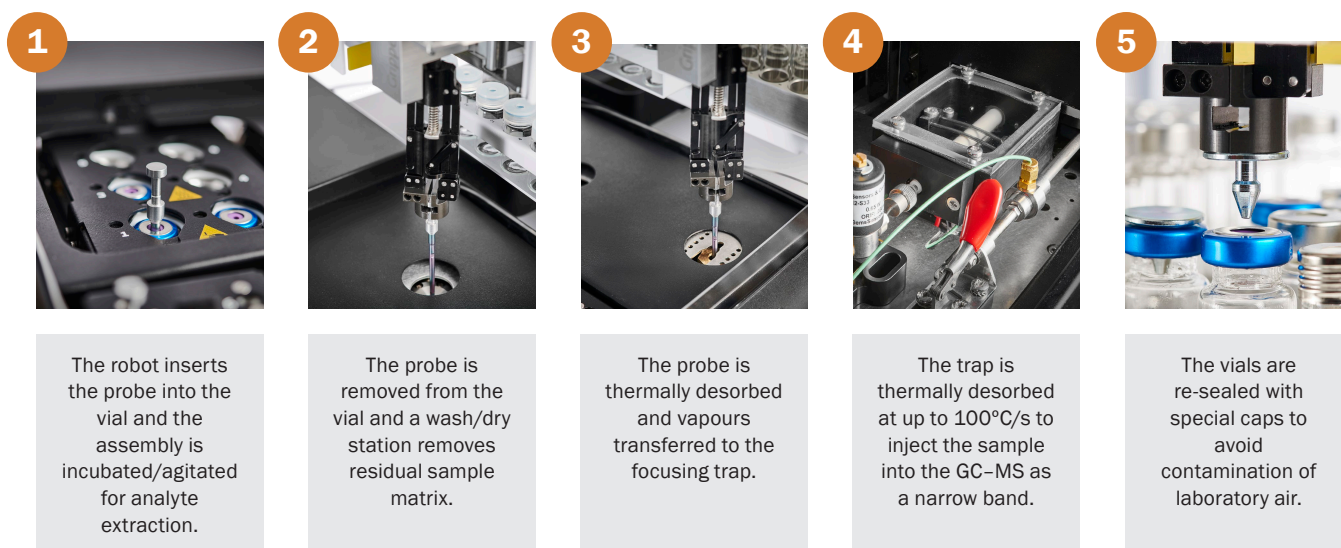 1
2
3
4
5
The robot inserts
the probe into the
vial and the
assembly is
incubated/agitated
for analyte
extraction.
The probe is
removed from the
vial and a wash/dry
station removes
residual sample
matrix.
The probe is
thermally desorbed
and vapours
transferred to the
focusing trap.
The trap is
thermally desorbed
at up to 100°C/s to
inject the sample
into the GC–MS as
a narrow band.
The vials are
re-sealed with
special caps to
avoid
contamination of
laboratory air.